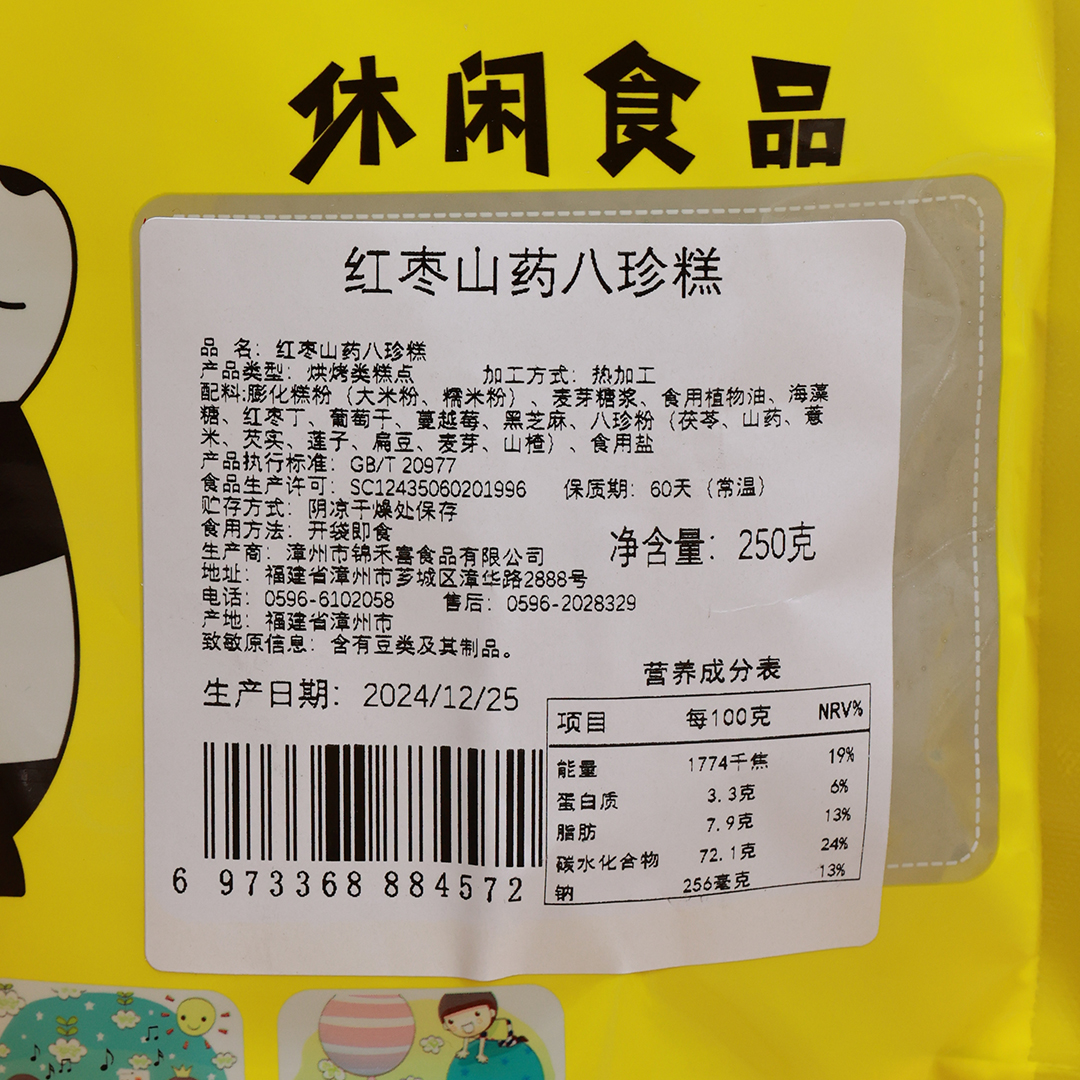 休闲食品
红枣山药八珍糕
品 名：红枣山药八珍糕
产品类型：烘烤类糕点 加工方式：热加工
配料:膨化糕粉（大米粉、糯米粉）、麦芽糖浆、食用植物油、海藻
糖、红枣丁、葡萄干、蔓越莓、黑芝麻、八珍粉（茯苓、山药、薏
米、芡实、莲子、扁豆、麦芽、山楂）、食用盐
产品执行标准：GB/T 20977
食品生产许可：SC12435060201996 保质期：60天（常温）
贮存方式：阴凉干燥处保存
食用方法：开袋即食
净含量：250克
生产商：漳州市锦禾喜食品有限公司
地址：福建省漳州市芗城区漳华路2888号
电话：0596-6102058 售后：0596-2028329
产地：福建省漳州市
致敏原信息：含有豆类及其制品。
生产日期：2024/12/25
营养成分表
项目 每100克 NRV%
能量 1774千焦 19%
蛋白质 3.3克 6%
脂肪 7.9克 13%
碳水化合物 72.1克 24%
钠 256毫克 13%
6 973368 884572